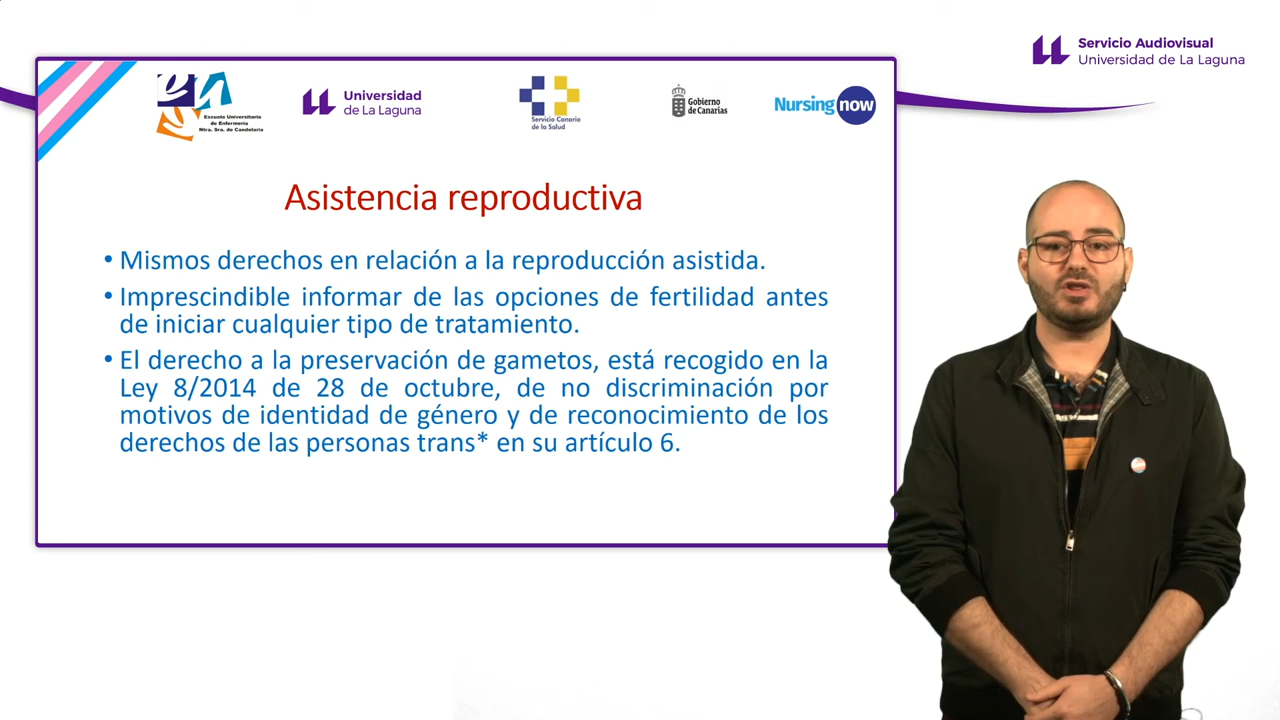 Servicio Audiovisual
Universidad de La Laguna
Escuela Universitaria
de Enfermería
Ntra. Sra. de Candelaria
Universidad
de La Laguna
Servicio Canario
de la Salud
Gobierno
de Canarias
Nursing now
Asistencia reproductiva
• Mismos derechos en relación a la reproducción asistida.
• Imprescindible informar de las opciones de fertilidad antes
de iniciar cualquier tipo de tratamiento.
• El derecho a la preservación de gametos, está recogido en la
Ley 8/2014 de 28 de octubre, de no discriminación por
motivos de identidad de género y de reconocimiento de los
derechos de las personas trans* en su artículo 6.